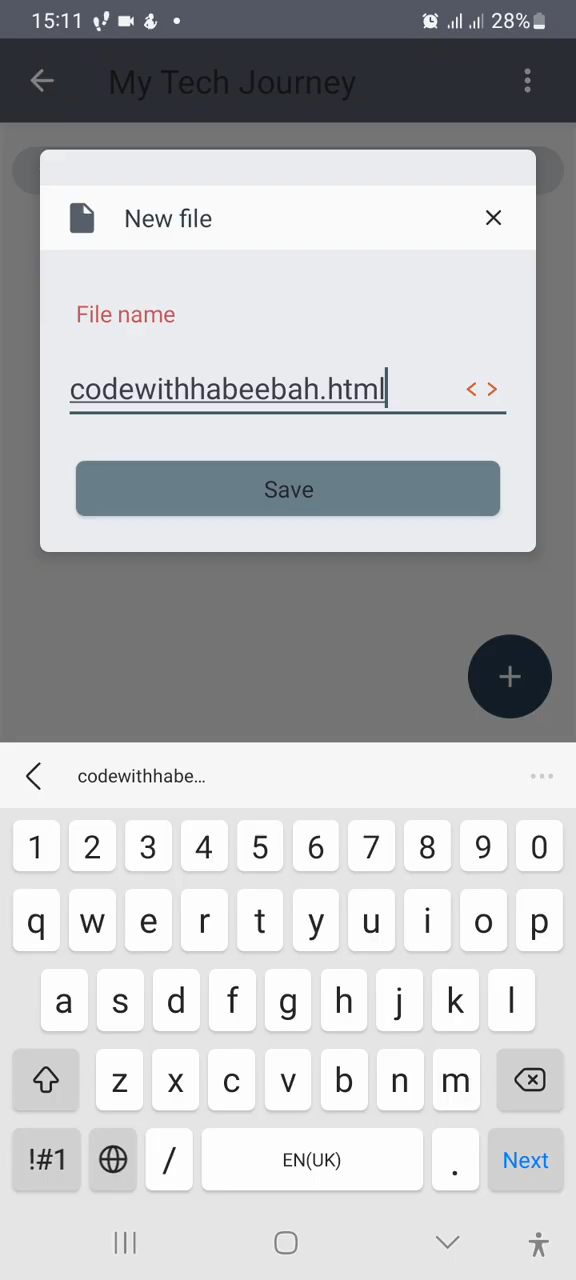 15:11 28%
My Tech Journey
New file
File name
codewithhabeebah.html < >
Save
codewithhabe...
1 2 3 4 5 6 7 8 9 0
q w e r t y u i o p
a s d f g h j k l
z x c v b n m
!#1 / EN(UK) . Next